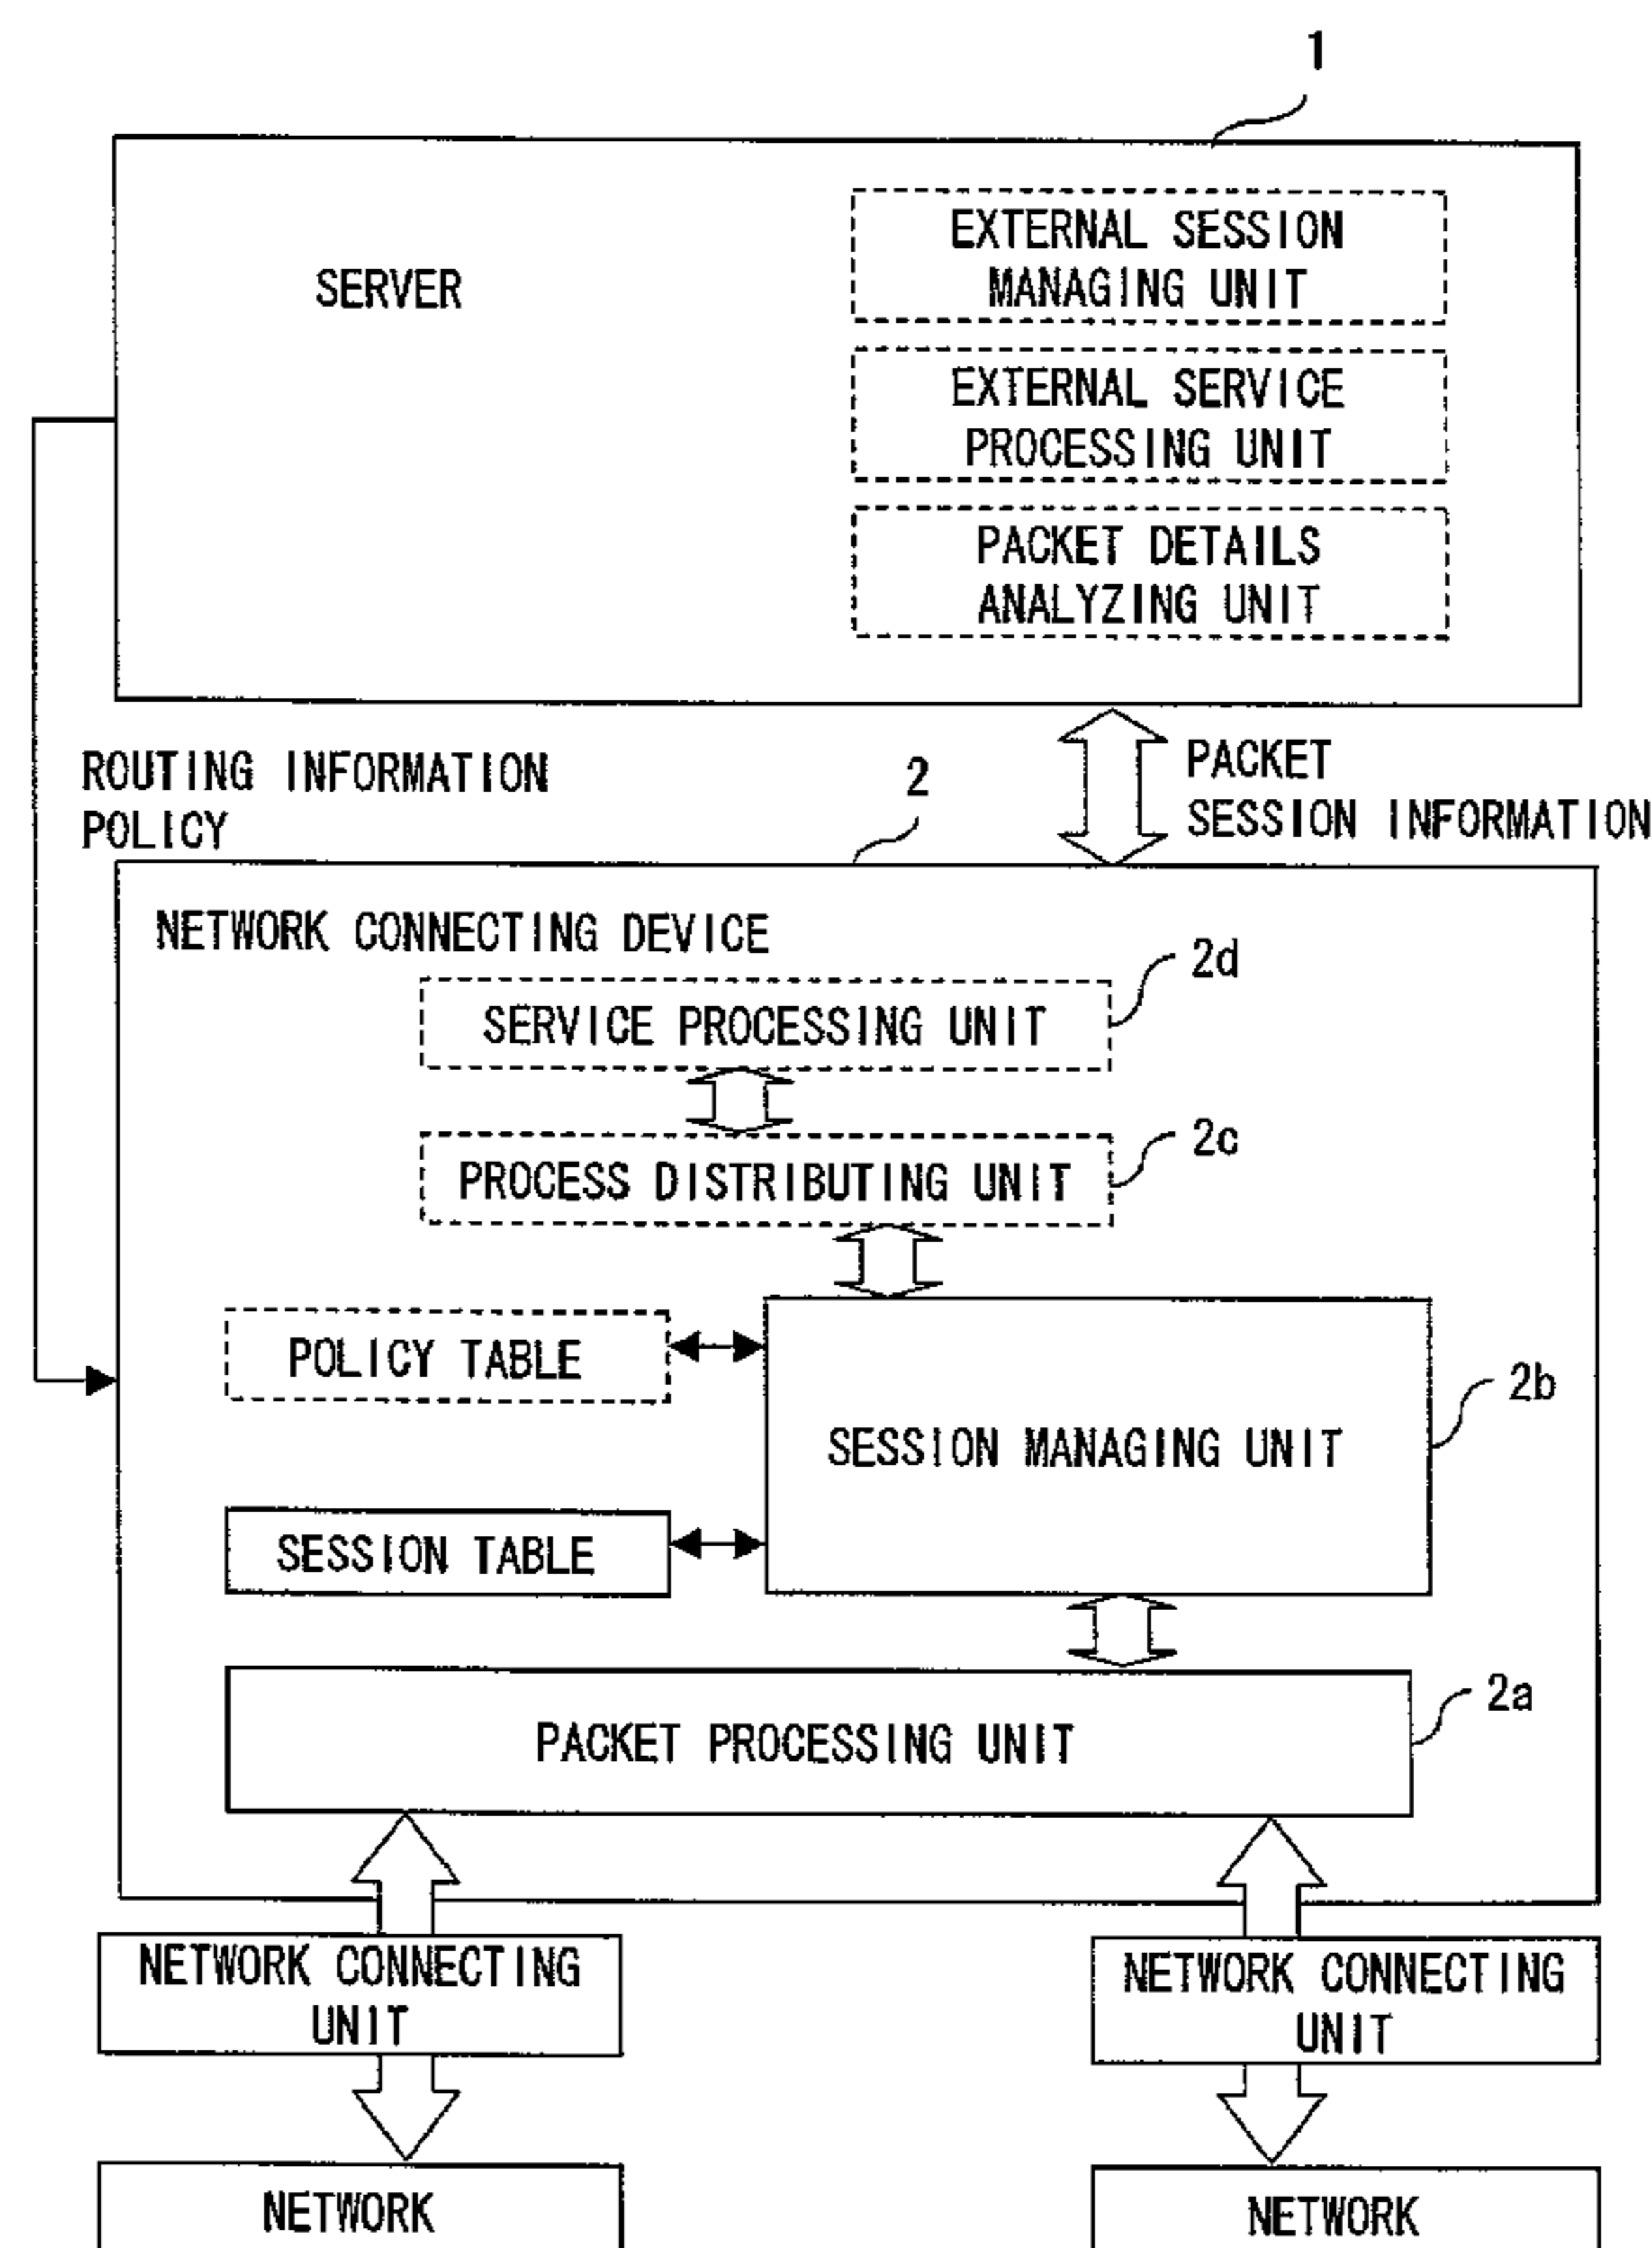 1
SERVER
EXTERNAL SESSION
MANAGING UNIT
EXTERNAL SERVICE
PROCESSING UNIT
PACKET DETAILS
ANALYZING UNIT
ROUTING INFORMATION
POLICY
2
PACKET
SESSION INFORMATION
NETWORK CONNECTING DEVICE
2d
SERVICE PROCESSING UNIT
2c
PROCESS DISTRIBUTING UNIT
POLICY TABLE
2b
SESSION MANAGING UNIT
SESSION TABLE
2a
PACKET PROCESSING UNIT
NETWORK CONNECTING
UNIT
NETWORK CONNECTING
UNIT
NETWORK
NETWORK